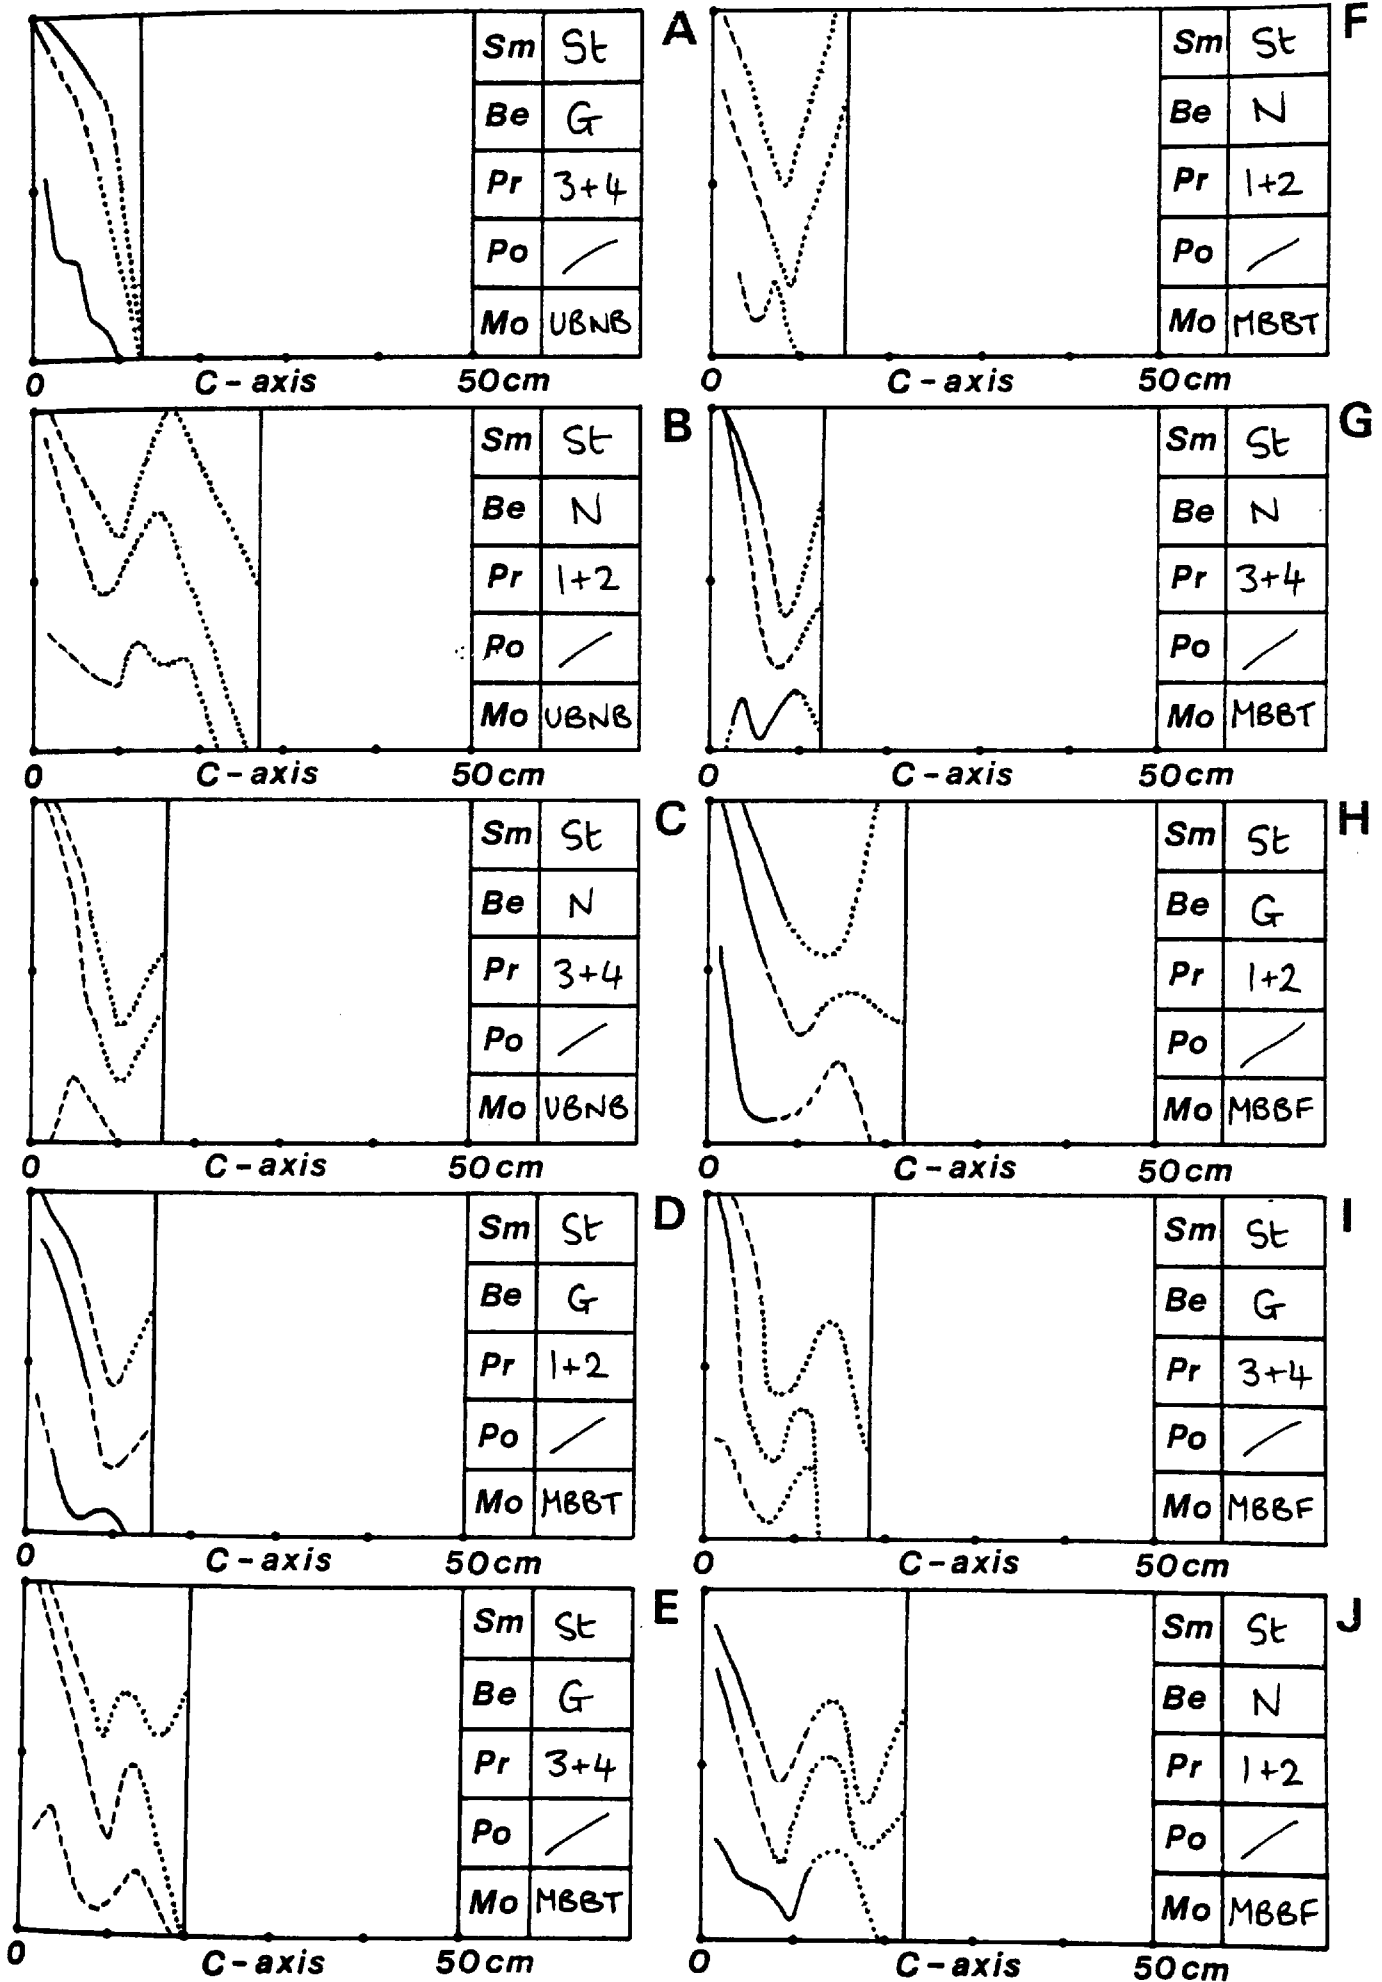 A
Sm St
Be G
Pr 3+4
Po /
Mo UBNB
0 C-axis 50cm
B
Sm St
Be N
Pr 1+2
Po /
Mo UBNB
0 C-axis 50cm
C
Sm St
Be N
Pr 3+4
Po /
Mo UBNB
0 C-axis 50cm
D
Sm St
Be G
Pr 1+2
Po /
Mo MBBT
0 C-axis 50cm
E
Sm St
Be G
Pr 3+4
Po /
Mo MBBT
0 C-axis 50cm
F
Sm St
Be N
Pr 1+2
Po /
Mo MBBT
0 C-axis 50cm
G
Sm St
Be N
Pr 3+4
Po /
Mo MBBT
0 C-axis 50cm
H
Sm St
Be G
Pr 1+2
Po /
Mo MBBF
0 C-axis 50cm
I
Sm St
Be G
Pr 3+4
Po /
Mo MBBF
0 C-axis 50cm
J
Sm St
Be N
Pr 1+2
Po /
Mo MBBF
0 C-axis 50cm